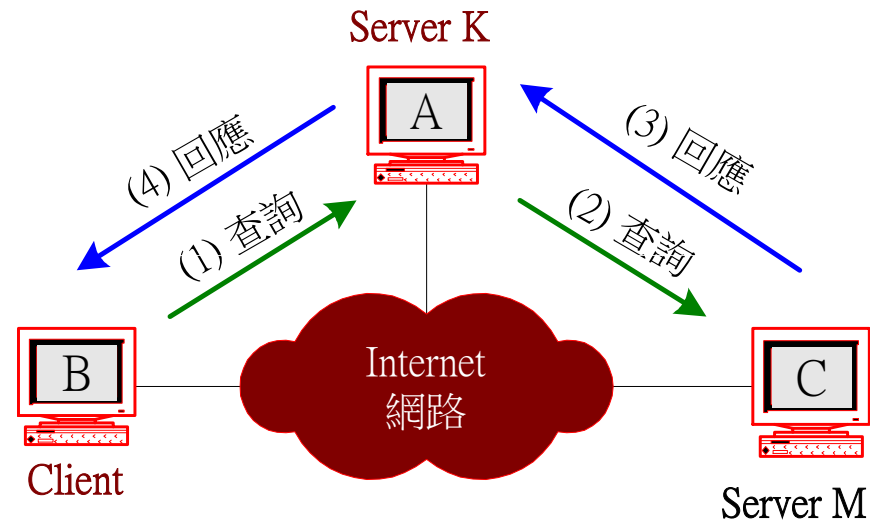 Server K
A
(4) 回應
(3) 回應
(1) 查詢
(2) 查詢
B
Internet
網路
C
Client
Server M